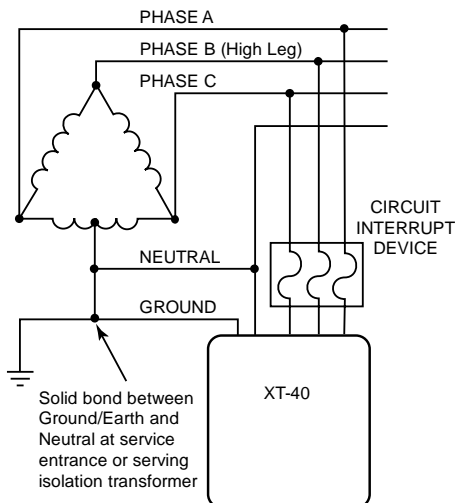 PHASE A
PHASE B (High Leg)
PHASE C
CIRCUIT
INTERRUPT
DEVICE
NEUTRAL
GROUND
XT-40
Solid bond between
Ground/Earth and
Neutral at service
entrance or serving
isolation transformer